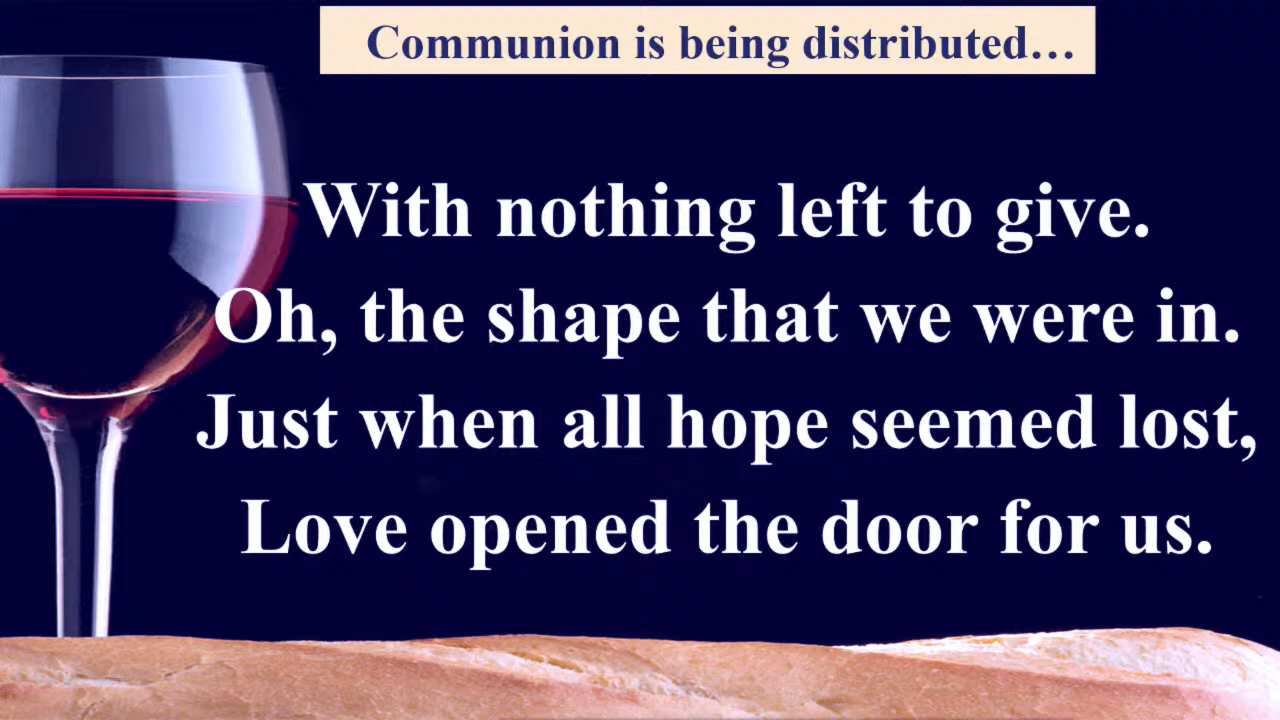 Communion is being distributed…
With nothing left to give.
Oh, the shape that we were in.
Just when all hope seemed lost,
Love opened the door for us.